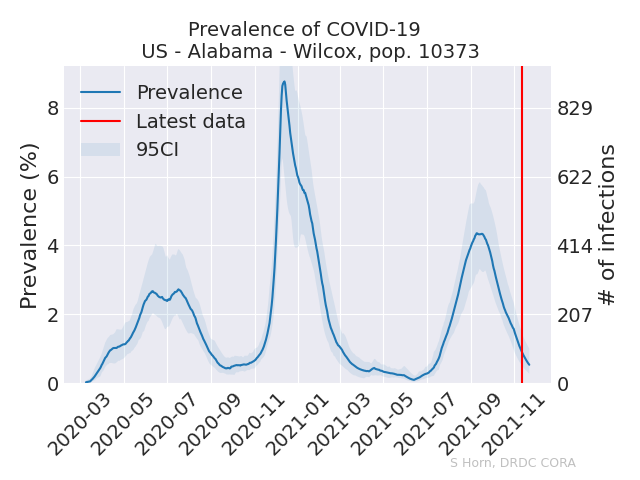 Prevalence of COVID-19
US - Alabama - Wilcox, pop. 10373
Prevalence
Latest data
95CI
Prevalence (%)
8
6
4
2
0
829
622
414
207
0
# of infections
2020-03
2020-05
2020-07
2020-09
2020-11
2021-01
2021-03
2021-05
2021-07
2021-09
2021-11
S Horn, DRDC CORA